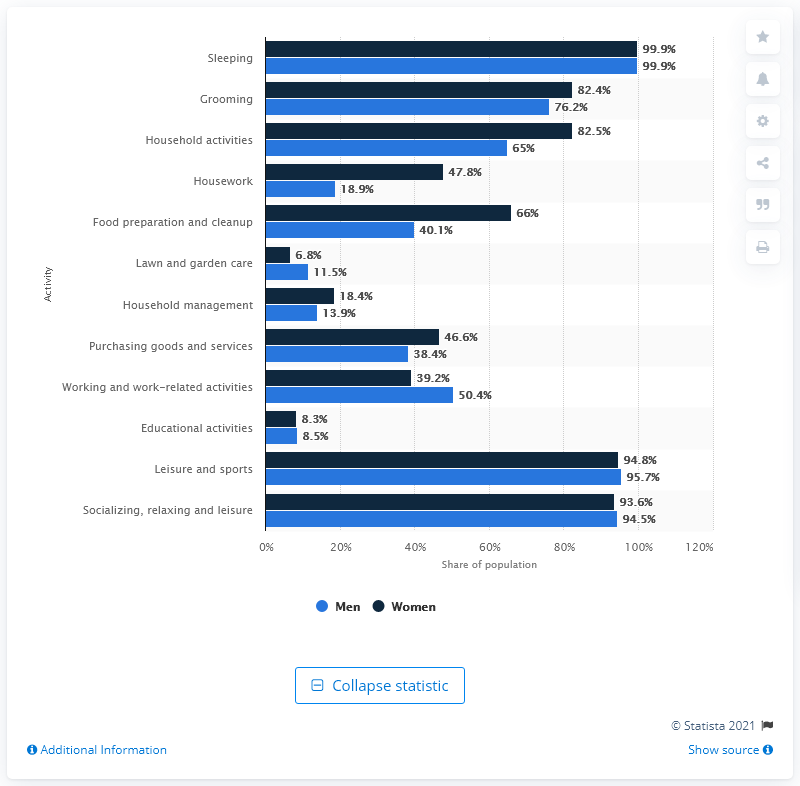 Sleeping
99.9%
99.9%
Grooming
82.4%
76.2%
Household activities
82.5%
65%
Housework
47.8%
18.9%
Food preparation and cleanup
66%
40.1%
Lawn and garden care
6.8%
11.5%
Household management
18.4%
13.9%
Purchasing goods and services
46.6%
38.4%
Working and work-related activities
39.2%
50.4%
Educational activities
8.3%
8.5%
Leisure and sports
94.8%
95.7%
Socializing, relaxing and leisure
93.6%
94.5%
Activity
0% 20% 40% 60% 80% 100% 120%
Share of population
Men Women
Collapse statistic
© Statista 2021
Additional Information
Show source